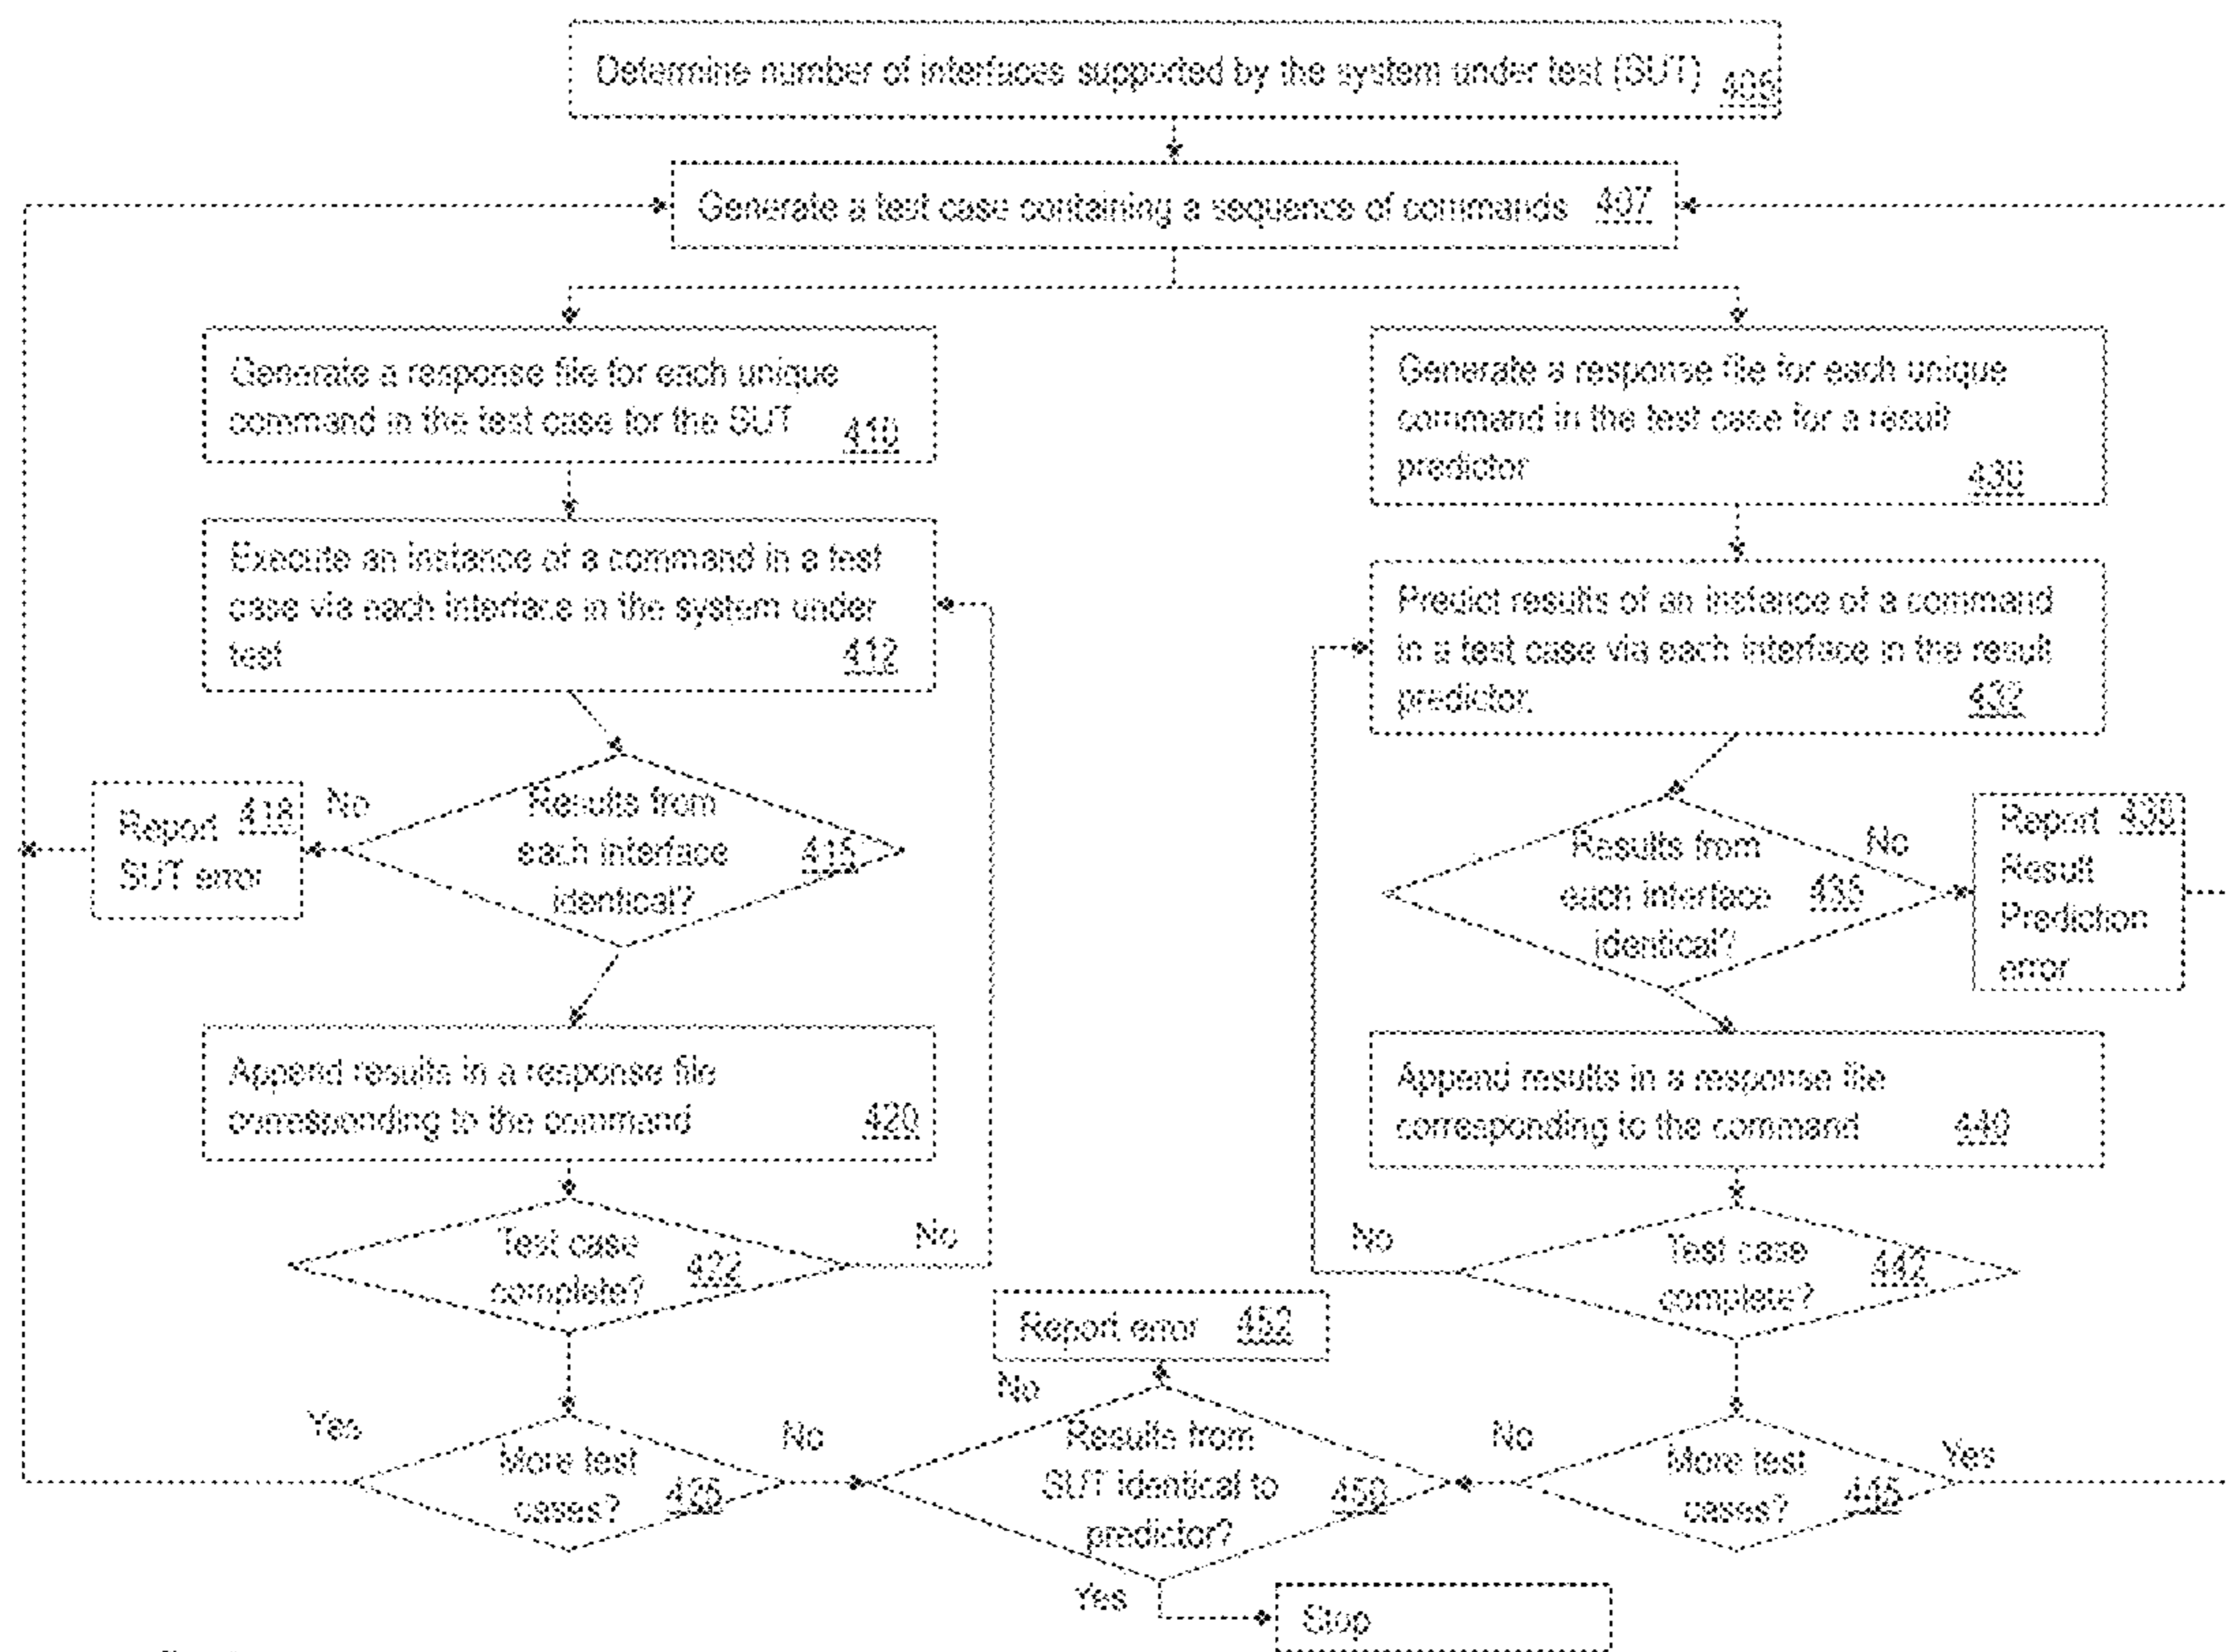 Determine number of interfaces supported by the system under test (SUT) 405
Generate a test case containing a sequence of commands 407
Generate a response file for each unique
command in the test case for the SUT 410
Execute an instance of a command in a test
case via each interface in the system under
test 412
No
Results from
each interface 415
identical?
Report 418
SUT error
Append results in a response file
corresponding to the command 420
Test case
complete? 422
No
Yes
More test
cases? 425
No
Generate a response file for each unique
command in the test case for a result
predictor 430
Predict results of an instance of a command
in a test case via each interface in the result
predictor. 432
Results from
each interface 435
identical?
No
Report 438
Result
Prediction
error
Append results in a response file
corresponding to the command 440
No
Test case
complete? 442
No
More test
cases? 445
Yes
Report error 452
No
Results from
SUT identical to 450
predictor?
Yes
Stop